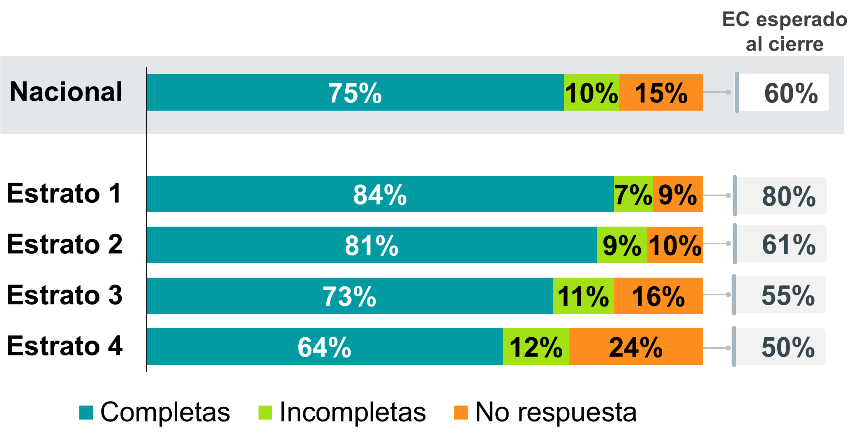 EC esperado
al cierre
Nacional 75% 10% 15% 60%
Estrato 1 84% 7% 9% 80%
Estrato 2 81% 9% 10% 61%
Estrato 3 73% 11% 16% 55%
Estrato 4 64% 12% 24% 50%
Completas Incompletas No respuesta